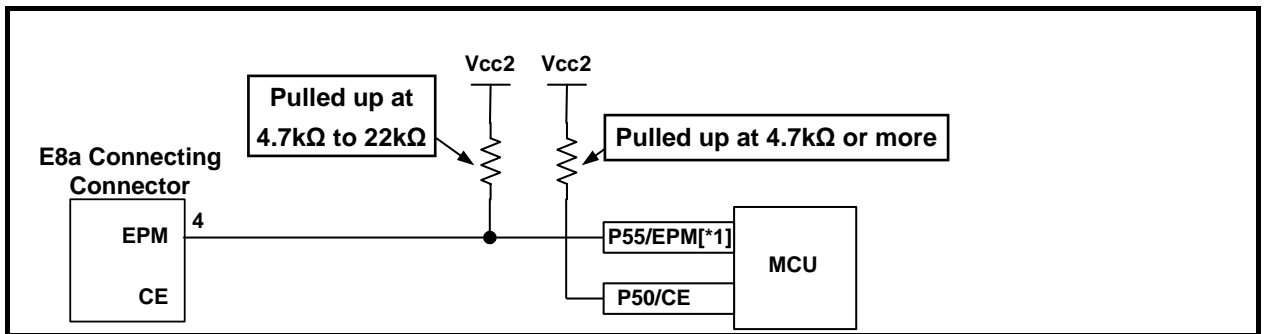 Vcc2 Vcc2
Pulled up at
4.7kΩ to 22kΩ
Pulled up at 4.7kΩ or more
E8a Connecting
Connector
4
EPM
P55/EPM[*1]
MCU
CE
P50/CE